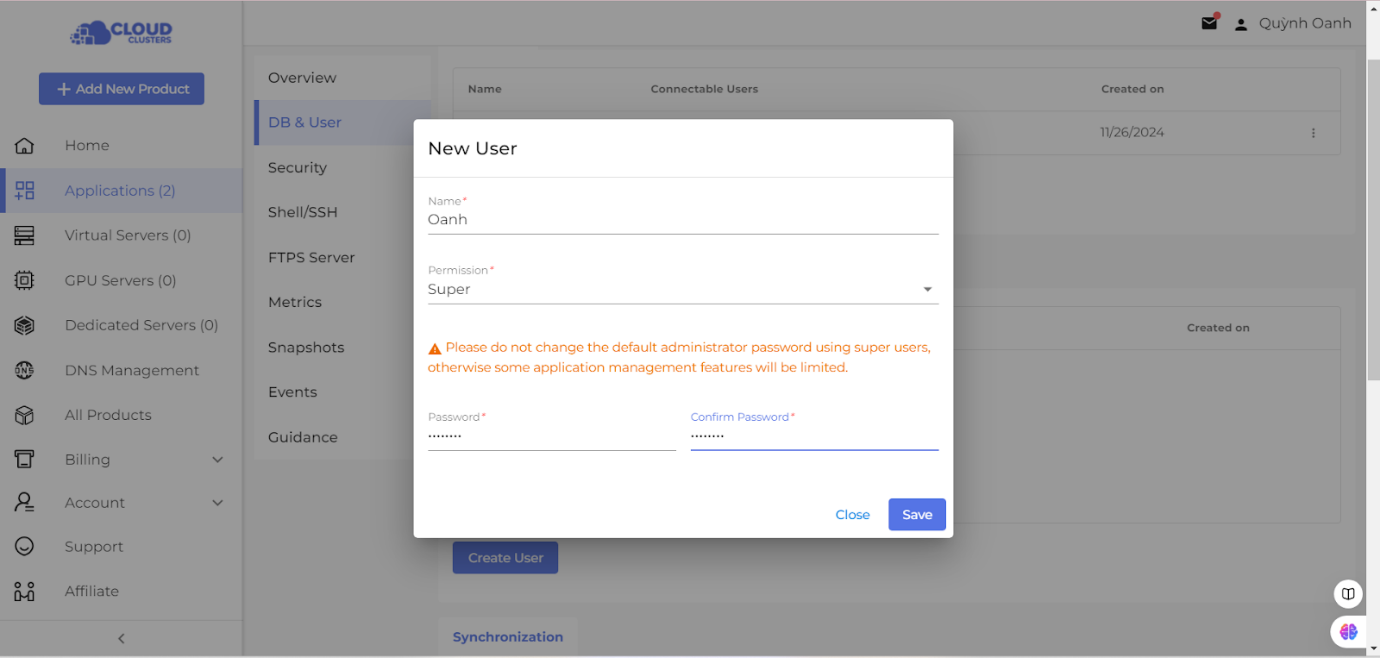 CLOUD
CLUSTERS
Quỳnh Oanh
+ Add New Product
Home
Applications (2)
Virtual Servers (0)
GPU Servers (0)
Dedicated Servers (0)
DNS
DNS Management
All Products
Billing
Account
Support
Affiliate
Overview
DB & User
Security
Shell/SSH
FTPS Server
Metrics
Snapshots
Events
Guidance
Name Connectable Users Created on
11/26/2024
Created on
New User
Name*
Oanh
Permission*
Super
Please do not change the default administrator password using super users,
otherwise some application management features will be limited.
Password* Confirm Password*
•••••••• ••••••••
Close Save
Create User
Synchronization